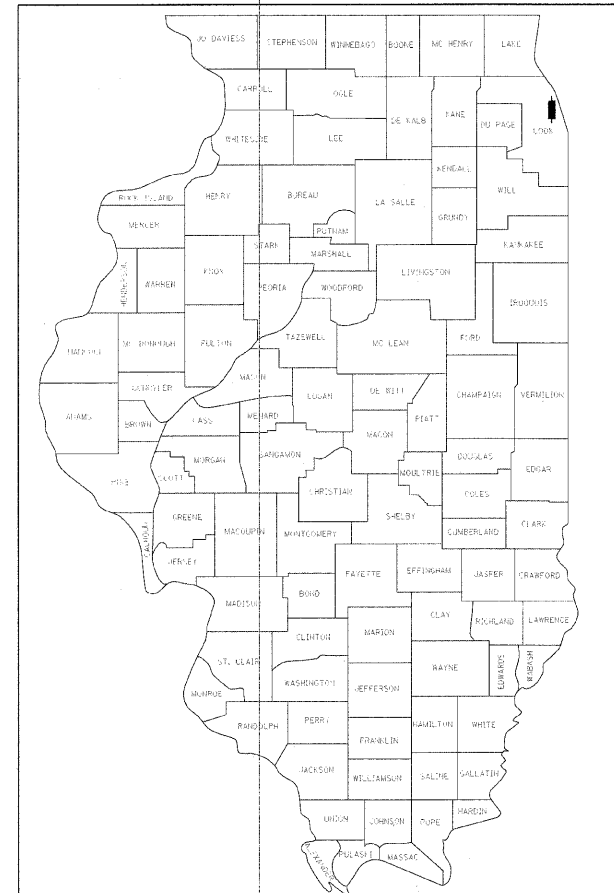 JO DAVIESS STEPHENSON WINNEBAGO BOONE MC HENRY LAKE
CARROLL OGLE
DE KALB KANE DU PAGE COOK
WHITESIDE LEE
KENDALL
WILL
ROCK ISLAND HENRY BUREAU LA SALLE
GRUNDY
MERCER PUTNAM
STARK MARSHALL KANKAKEE
KNOX LIVINGSTON
HENDERSON WARREN PEORIA WOODFORD IROQUOIS
TAZEWELL FORD
HANCOCK MC DONOUGH FULTON MC LEAN
MASON
SCHUYLER LOGAN DE WITT CHAMPAIGN VERMILION
ADAMS BROWN CASS MENARD PIATT
MACON
MORGAN SANGAMON DOUGLAS
PIKE SCOTT MOULTRIE EDGAR
CHRISTIAN COLES
GREENE MACOUPIN MONTGOMERY SHELBY
CALHOUN CUMBERLAND CLARK
JERSEY FAYETTE EFFINGHAM JASPER CRAWFORD
MADISON BOND
CLAY RICHLAND LAWRENCE
CLINTON MARION
ST. CLAIR WAYNE EDWARDS WABASH
WASHINGTON JEFFERSON
MONROE
RANDOLPH PERRY HAMILTON WHITE
FRANKLIN
JACKSON WILLIAMSON SALINE GALLATIN
UNION JOHNSON POPE HARDIN
ALEXANDER PULASKI MASSAC